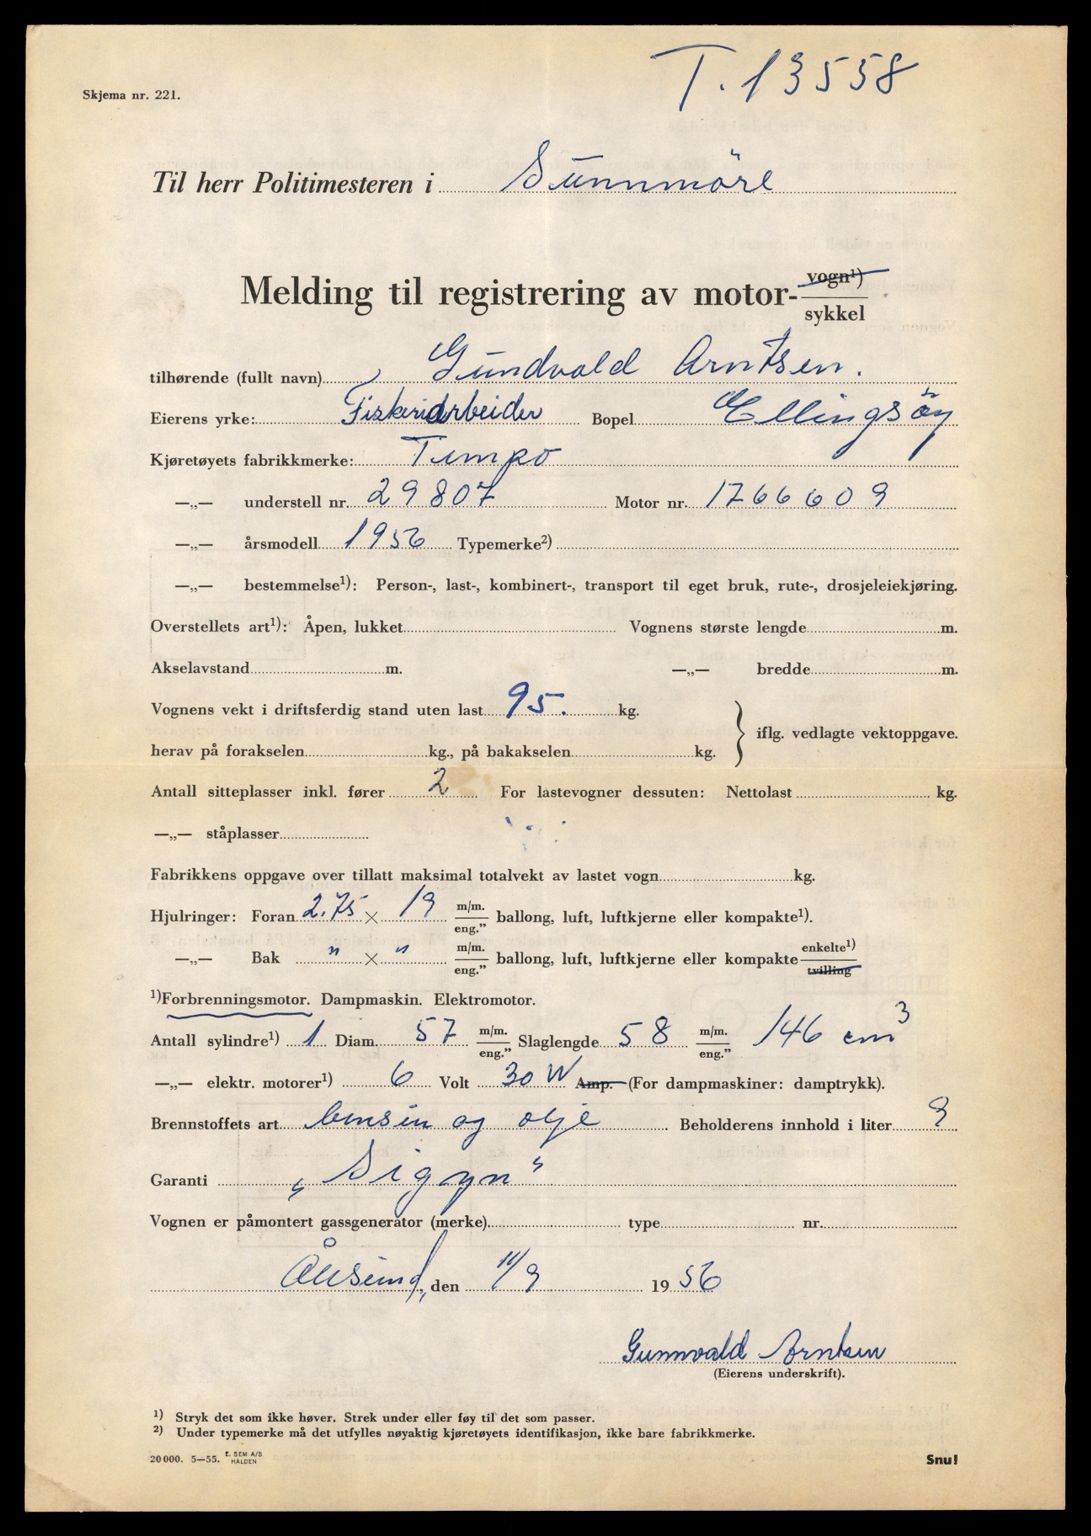 T. 13558
Skjema nr. 221.
Til herr Politimesteren i Sunnmöre
Melding til registrering av motor- vogn¹) sykkel
tilhørende (fullt navn) Gundvald Arntsen.
Eierens yrke: Fiskeriarbeider Bopel Ellingsöy
Kjøretøyets fabrikkmerke: Tempo
—„— understell nr. 29807 Motor nr. 1766609
—„— årsmodell 1956 Typemerke²)
—„— bestemmelse¹): Person-, last-, kombinert-, transport til eget bruk, rute-, drosjeleiekjøring.
Overstellets art¹): Åpen, lukket Vognens største lengde m.
Akselavstand m. —„— bredde m.
Vognens vekt i driftsferdig stand uten last 95. kg.
iflg. vedlagte vektoppgave.
herav på forakselen kg., på bakakselen kg.
Antall sitteplasser inkl. fører 2 For lastevogner dessuten: Nettolast kg.
—„— ståplasser
Fabrikkens oppgave over tillatt maksimal totalvekt av lastet vogn kg.
Hjulringer: Foran 2.75 × 19 m/m. eng.” ballong, luft, luftkjerne eller kompakte¹).
—„— Bak " × " m/m. eng.” ballong, luft, luftkjerne eller kompakte enkelte¹) tvilling
¹)Forbrenningsmotor. Dampmaskin. Elektromotor.
Antall sylindre¹) 1 Diam. 57 m/m. eng.” Slaglengde 58 m/m. eng.” 146 cm³
—„— elektr. motorer¹) 6 Volt 30 W Amp. (For dampmaskiner: damptrykk).
Brennstoffets art bensin og olje Beholderens innhold i liter 9
Garanti „Sigyn“
Vognen er påmontert gassgenerator (merke) type nr.
Ålesund, den 11/9 1956
Gunnvald Arntsen
(Eierens underskrift).
¹) Stryk det som ikke høver. Strek under eller føy til det som passer.
²) Under typemerke må det utfylles nøyaktig kjøretøyets identifikasjon, ikke bare fabrikkmerke.
20000. 5—55. E. SEM A/S HALDEN
Snu!